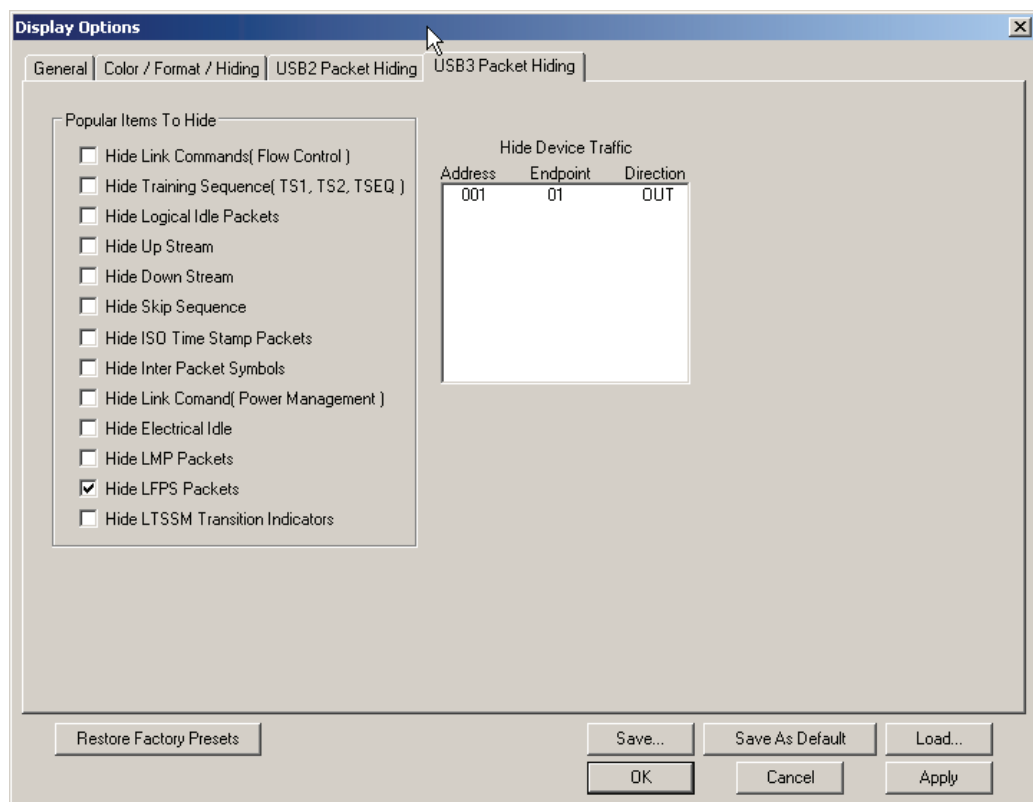 Display Options
General
Color / Format / Hiding
USB2 Packet Hiding
USB3 Packet Hiding
Popular Items To Hide
Hide Link Commands( Flow Control )
Hide Training Sequence( TS1, TS2, TSEQ )
Hide Logical Idle Packets
Hide Up Stream
Hide Down Stream
Hide Skip Sequence
Hide ISO Time Stamp Packets
Hide Inter Packet Symbols
Hide Link Comand( Power Management )
Hide Electrical Idle
Hide LMP Packets
Hide LFPS Packets
Hide LTSSM Transition Indicators
Hide Device Traffic
Address Endpoint Direction
001 01 OUT
Restore Factory Presets
Save...
Save As Default
Load...
OK
Cancel
Apply